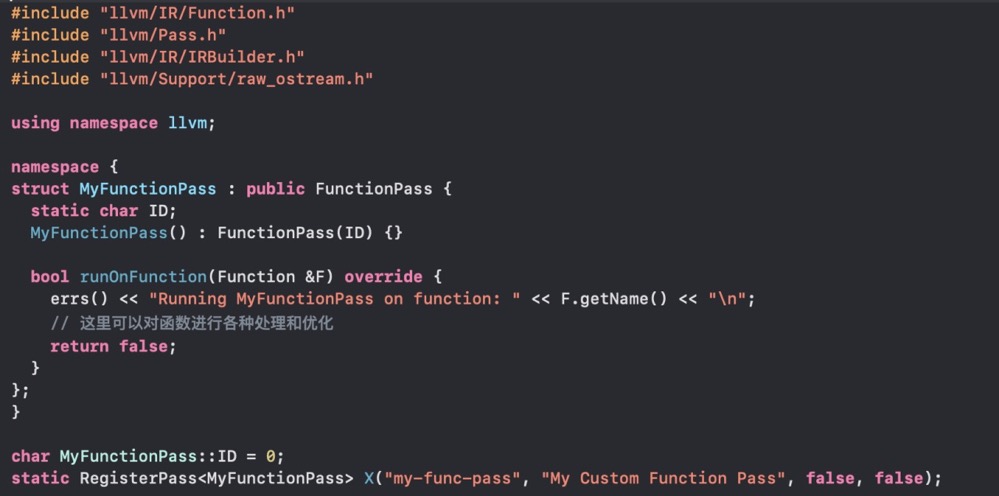 #include "llvm/IR/Function.h"
#include "llvm/Pass.h"
#include "llvm/IR/IRBuilder.h"
#include "llvm/Support/raw_ostream.h"

using namespace llvm;

namespace {
struct MyFunctionPass : public FunctionPass {
  static char ID;
  MyFunctionPass() : FunctionPass(ID) {}

  bool runOnFunction(Function &F) override {
    errs() << "Running MyFunctionPass on function: " << F.getName() << "\n";
    // 这里可以对函数进行各种处理和优化
    return false;
  }
};
}

char MyFunctionPass::ID = 0;
static RegisterPass<MyFunctionPass> X("my-func-pass", "My Custom Function Pass", false, false);